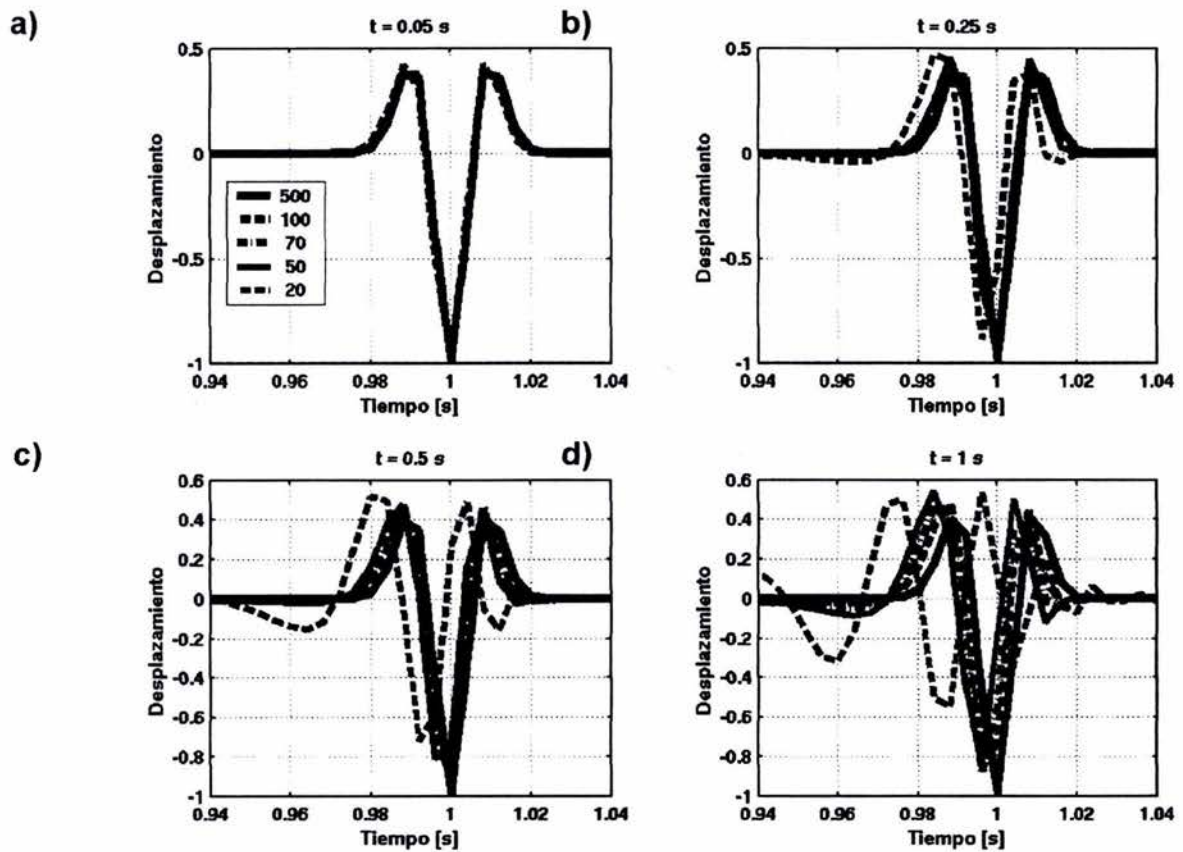 a)
t = 0.05 s
0.5
0
-0.5
-1
0.94 0.96 0.98 1 1.02 1.04
Desplazamiento
Tiempo [s]
500
100
70
50
20
b)
t = 0.25 s
0.5
0
-0.5
-1
0.94 0.96 0.98 1 1.02 1.04
Desplazamiento
Tiempo [s]
c)
t = 0.5 s
0.6
0.4
0.2
0
-0.2
-0.4
-0.6
-0.8
-1
0.94 0.96 0.98 1 1.02 1.04
Desplazamiento
Tiempo [s]
d)
t = 1 s
0.6
0.4
0.2
0
-0.2
-0.4
-0.6
-0.8
-1
0.94 0.96 0.98 1 1.02 1.04
Desplazamiento
Tiempo [s]